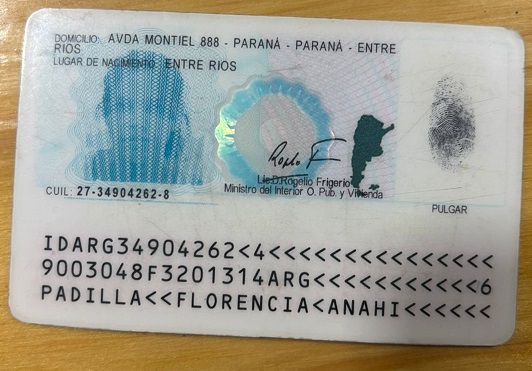 DOMICILIO: AVDA MONTIEL 888 - PARANÁ - PARANÁ - ENTRE
RIOS
LUGAR DE NACIMIENTO: ENTRE RIOS
Lic.D.Rogelio Frigerio
Ministro del Interior O. Pub. y Vivienda
CUIL: 27-34904262-8
PULGAR
IDARG34904262<4<<<<<<<<<<<<<<<
9003048F3201314ARG<<<<<<<<<<<6
PADILLA<<FLORENCIA<ANAHI<<<<<<